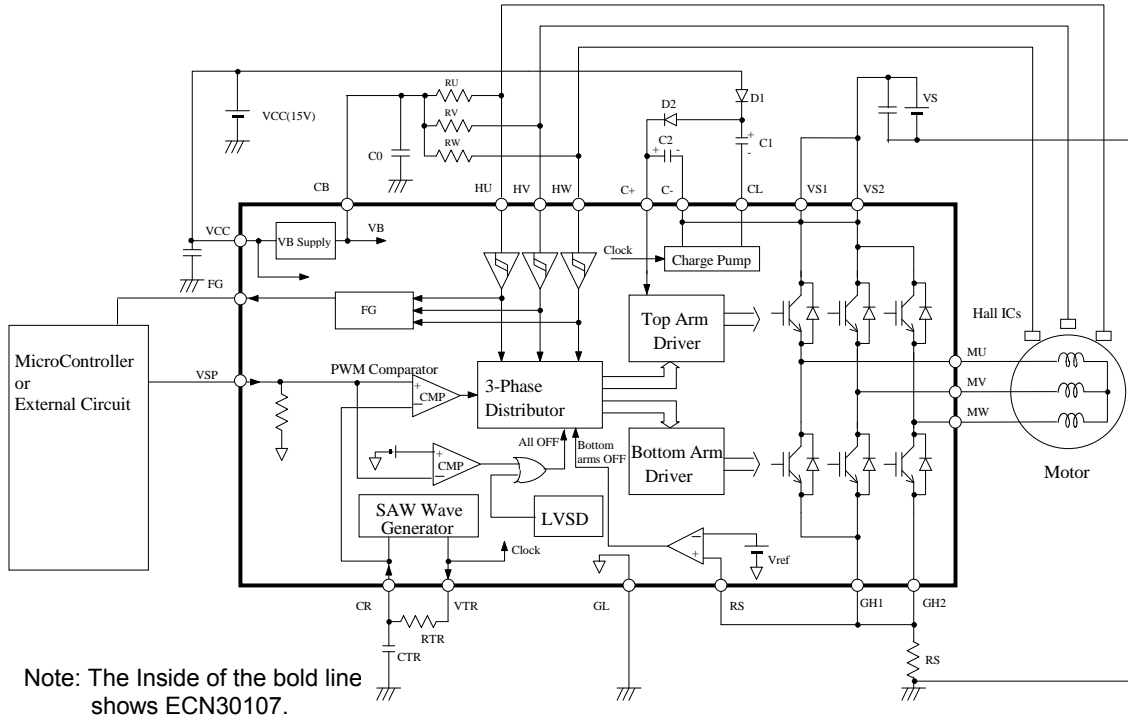 RU
D1
VS
VCC(15V)
D2
RV
C2
+
-
+
-
C1
RW
C0
CB
HU
HV
HW
C+
C-
CL
VS1
VS2
VCC
VB Supply
VB
Clock
Charge Pump
FG
FG
Top Arm
Driver
Hall ICs
MicroController
or
External Circuit
MU
VSP
PWM Comparator
+
-
CMP
3-Phase
Distributor
MV
MW
All OFF
Bottom
arms OFF
Bottom Arm
Driver
+
-
CMP
Motor
SAW Wave
Generator
LVSD
Clock
-
+
Vref
CR
VTR
GL
RS
GH1
GH2
RTR
CTR
RS
Note: The Inside of the bold line
shows ECN30107.